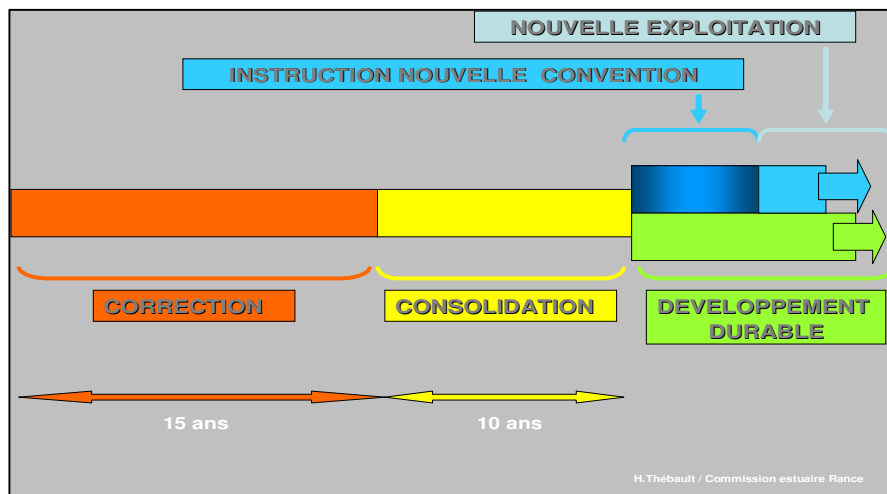 NOUVELLE EXPLOITATION
INSTRUCTION NOUVELLE CONVENTION
CORRECTION
CONSOLIDATION
DEVELOPPEMENT
DURABLE
15 ans
10 ans
H.Thébault / Commission estuaire Rance